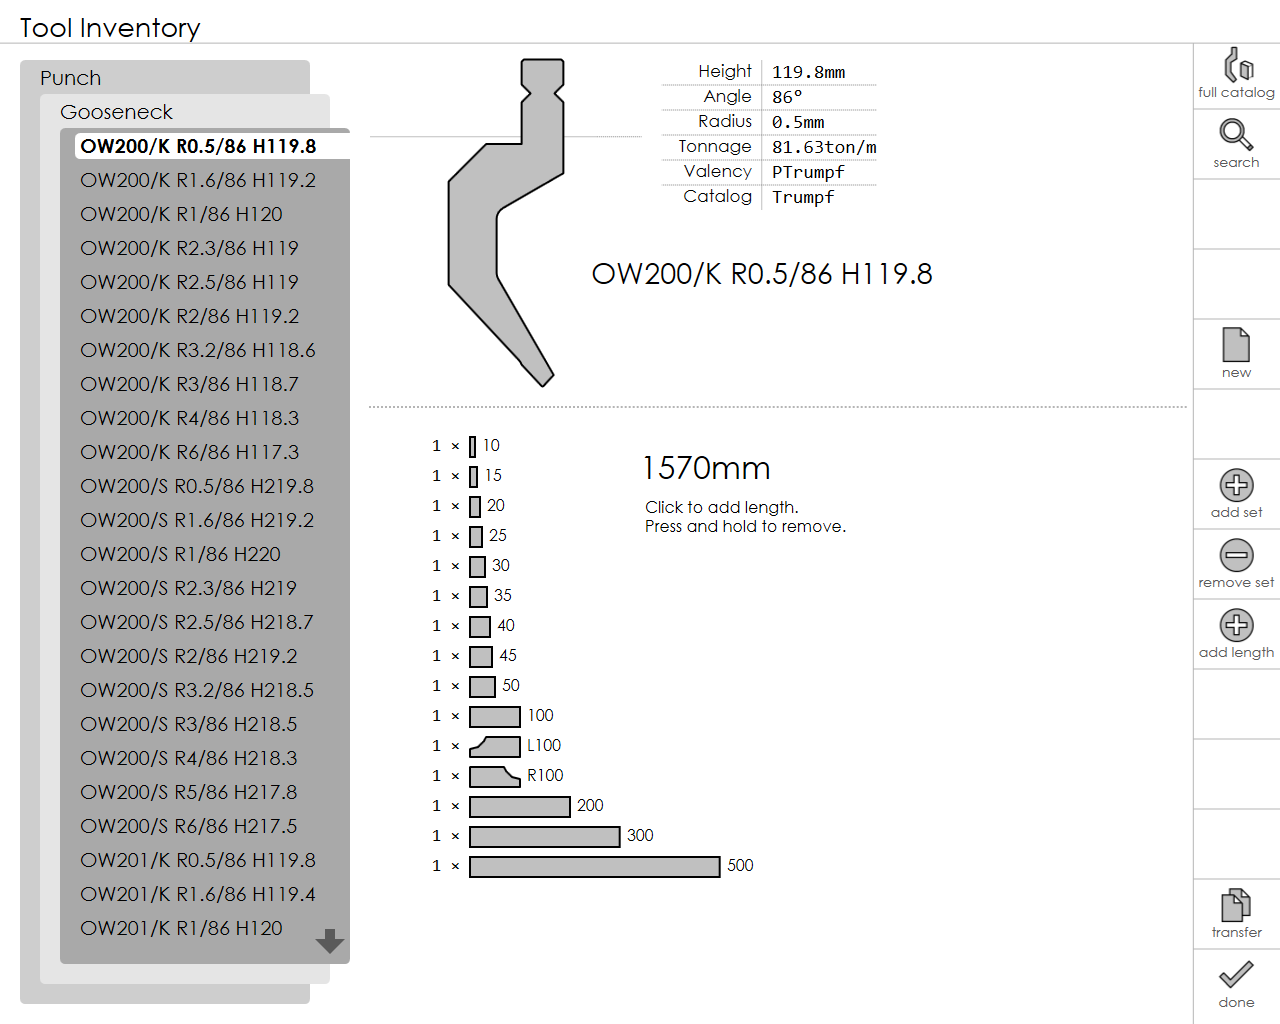 Tool Inventory
Punch
Gooseneck
OW200/K R0.5/86 H119.8
OW200/K R1.6/86 H119.2
OW200/K R1/86 H120
OW200/K R2.3/86 H119
OW200/K R2.5/86 H119
OW200/K R2/86 H119.2
OW200/K R3.2/86 H118.6
OW200/K R3/86 H118.7
OW200/K R4/86 H118.3
OW200/K R6/86 H117.3
OW200/S R0.5/86 H219.8
OW200/S R1.6/86 H219.2
OW200/S R1/86 H220
OW200/S R2.3/86 H219
OW200/S R2.5/86 H218.7
OW200/S R2/86 H219.2
OW200/S R3.2/86 H218.5
OW200/S R3/86 H218.5
OW200/S R4/86 H218.3
OW200/S R5/86 H217.8
OW200/S R6/86 H217.5
OW201/K R0.5/86 H119.8
OW201/K R1.6/86 H119.4
OW201/K R1/86 H120
Height 119.8mm
Angle 86°
Radius 0.5mm
Tonnage 81.63ton/m
Valency PTrumpf
Catalog Trumpf
OW200/K R0.5/86 H119.8
1 × 10
1 × 15
1 × 20
1 × 25
1 × 30
1 × 35
1 × 40
1 × 45
1 × 50
1 × 100
1 × L100
1 × R100
1 × 200
1 × 300
1 × 500
1570mm
Click to add length.
Press and hold to remove.
full catalog
search
new
add set
remove set
add length
transfer
done